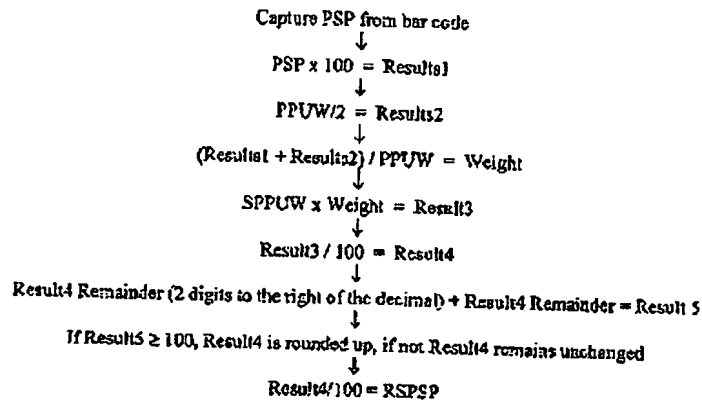 Capture PSP from bar code
↓
PSP x 100 = Results1
↓
PPUW/2 = Results2
↓
(Results1 + Results2) / PPUW = Weight
↓
SPPUW x Weight = Result3
↓
Result3 / 100 = Result4
↓
Result4 Remainder (2 digits to the right of the decimal) + Result4 Remainder = Result 5
↓
If Result5 ≥ 100, Result4 is rounded up, if not Result4 remains unchanged
↓
Result4/100 = RSPSP